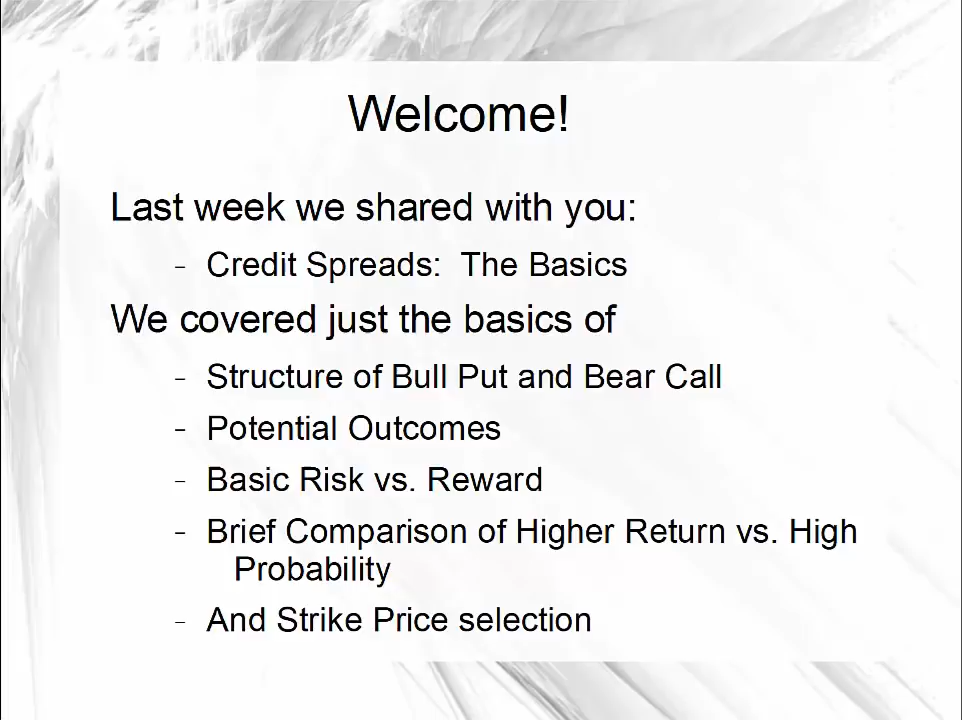 Welcome!
Last week we shared with you:
– Credit Spreads:  The Basics
We covered just the basics of
– Structure of Bull Put and Bear Call
– Potential Outcomes
– Basic Risk vs. Reward
– Brief Comparison of Higher Return vs. High
Probability
– And Strike Price selection